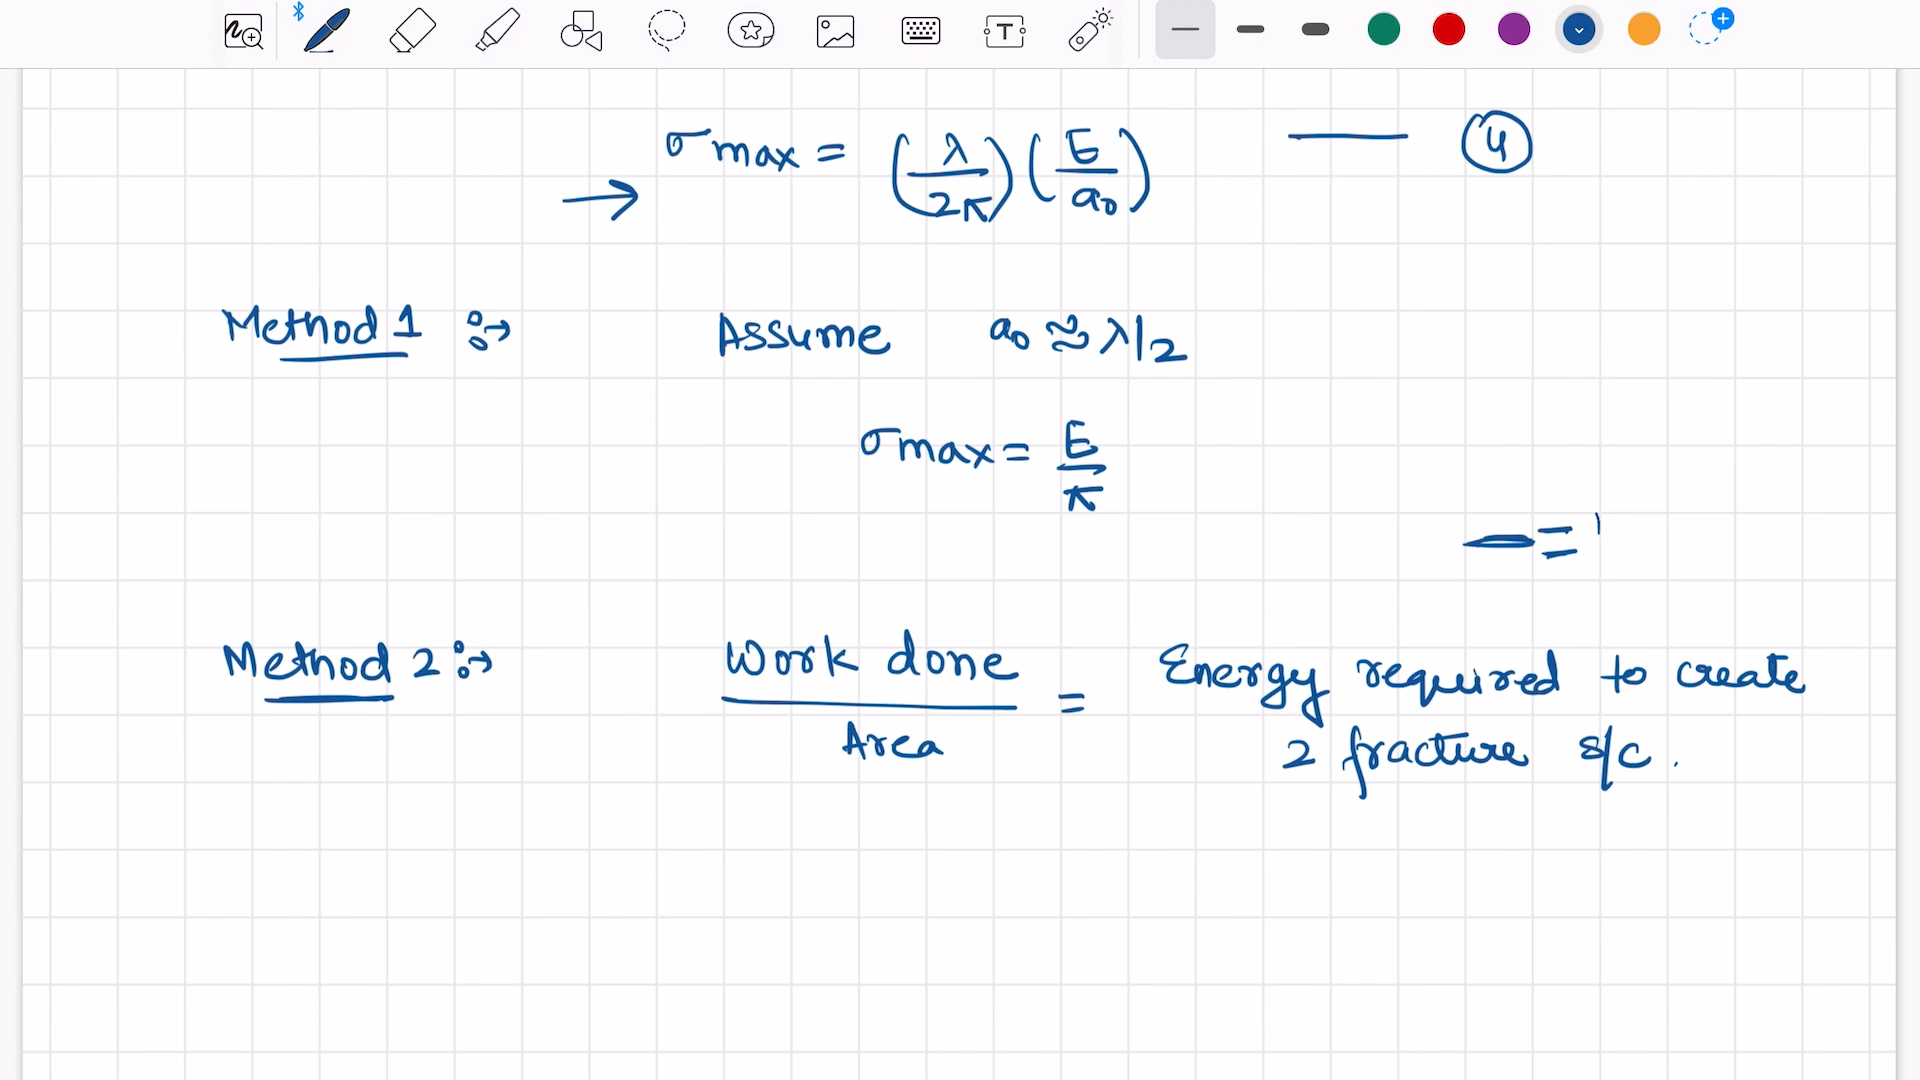 σmax = (λ/2π)(E/a₀) —— ④
→
Method 1 :→ Assume a₀ ≈ λ/2
σmax = E/π
— = '
Method 2 :→ Work done / Area = Energy required to create
2 fracture s/c.